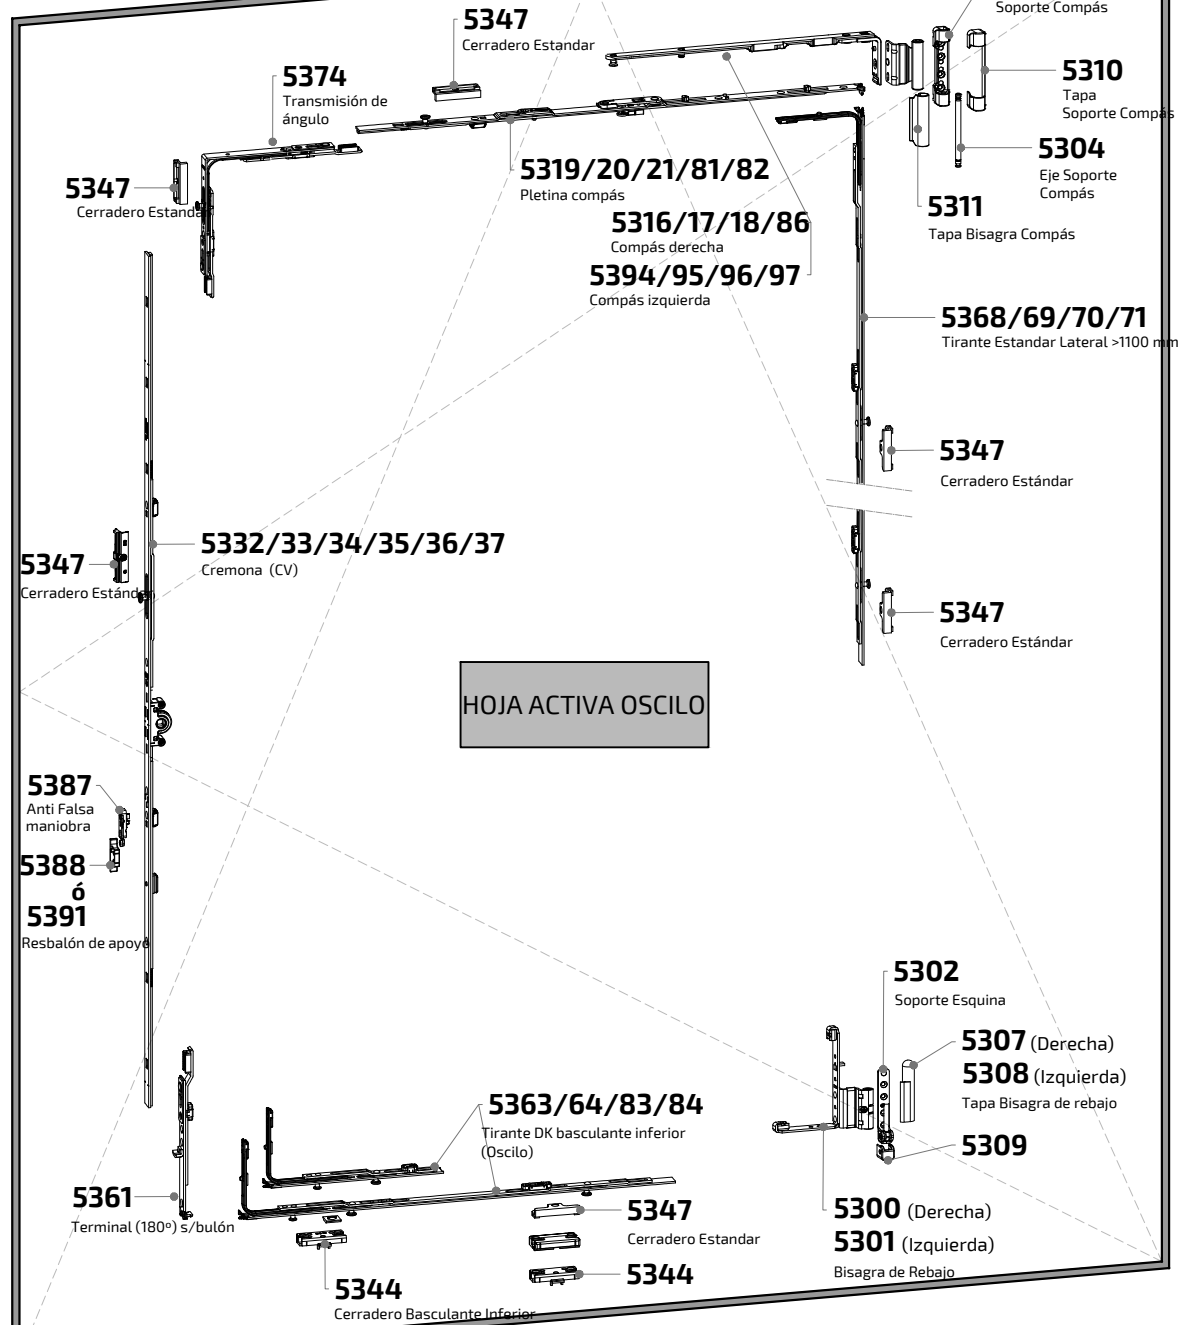 Soporte Compás
5347
Cerradero Estandar
5374
Transmisión de
ángulo
5310
Tapa
Soporte Compás
5304
Eje Soporte
Compás
5347
Cerradero Estandar
5319/20/21/81/82
Pletina compás
5311
Tapa Bisagra Compás
5316/17/18/86
Compás derecha
5394/95/96/97
Compás izquierda
5368/69/70/71
Tirante Estandar Lateral >1100 mm
5347
Cerradero Estándar
5332/33/34/35/36/37
Cremona (CV)
5347
Cerradero Estándar
5347
Cerradero Estándar
HOJA ACTIVA OSCILO
5387
Anti Falsa
maniobra
5388
ó
5391
Resbalón de apoyo
5302
Soporte Esquina
5307 (Derecha)
5308 (Izquierda)
Tapa Bisagra de rebajo
5363/64/83/84
Tirante DK basculante inferior
(Oscilo)
5309
5361
Terminal (180º) s/bulón
5347
Cerradero Estandar
5300 (Derecha)
5301 (Izquierda)
Bisagra de Rebajo
5344
Cerradero Basculante Inferior
5344